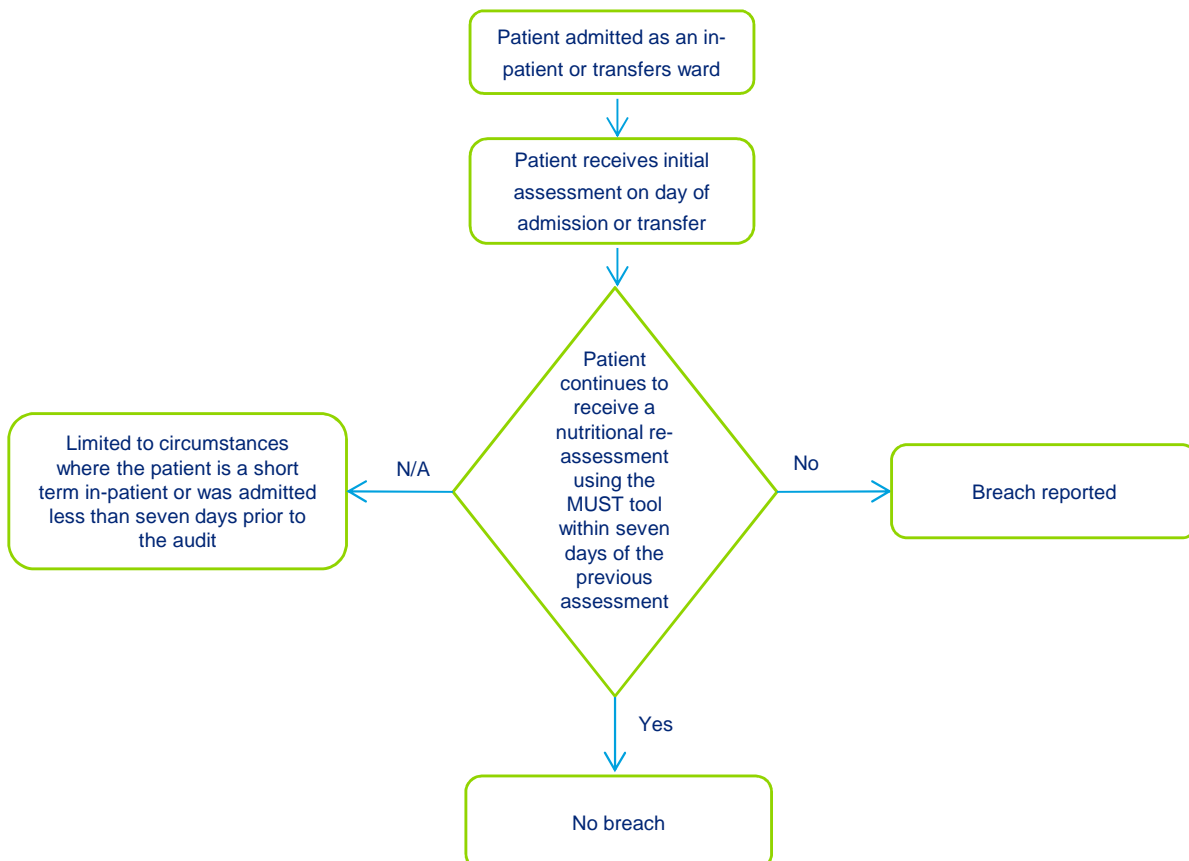 Patient admitted as an in-
patient or transfers ward
Patient receives initial
assessment on day of
admission or transfer
Patient
continues to
receive a
nutritional re-
assessment
using the
MUST tool
within seven
days of the
previous
assessment
N/A
Limited to circumstances
where the patient is a short
term in-patient or was admitted
less than seven days prior to
the audit
No
Breach reported
Yes
No breach